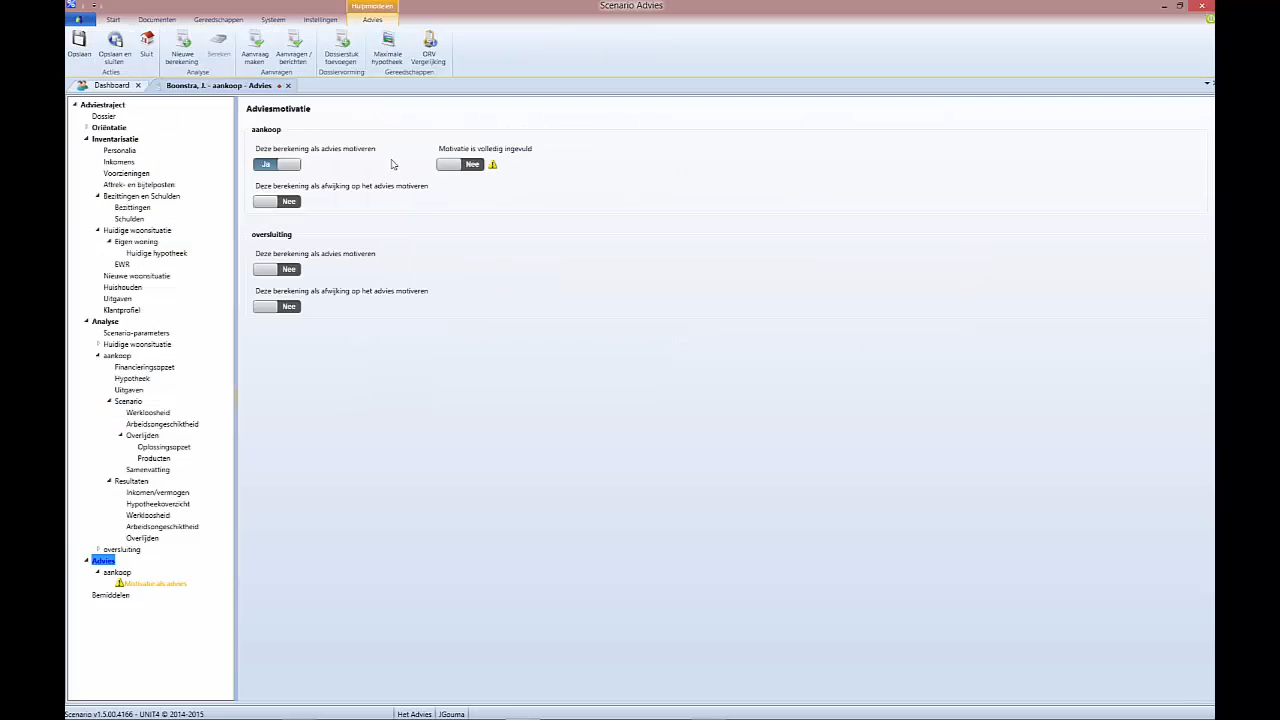 Hulpmiddelen
Scenario Advies
Start Documenten Gereedschappen Systeem Instellingen Advies
Opslaan
Opslaan en sluiten
Sluit
Nieuwe berekening
Bereken
Aanvraag maken
Aanvragen / berichten
Dossierstuk toevoegen
Maximale hypotheek
ORV Vergelijking
Acties Analyse Aanvragen Dossiervorming Gereedschappen
Dashboard
Boonstra, J. - aankoop - Advies
Adviestraject
Dossier
Oriëntatie
Inventarisatie
Personalia
Inkomens
Voorzieningen
Aftrek- en bijtelposten
Bezittingen en Schulden
Bezittingen
Schulden
Huidige woonsituatie
Eigen woning
Huidige hypotheek
EWR
Nieuwe woonsituatie
Huishouden
Uitgaven
Klantprofiel
Analyse
Scenario-parameters
Huidige woonsituatie
aankoop
Financieringsopzet
Hypotheek
Uitgaven
Scenario
Werkloosheid
Arbeidsongeschiktheid
Overlijden
Oplossingsopzet
Producten
Samenvatting
Resultaten
Inkomen/vermogen
Hypotheekoverzicht
Werkloosheid
Arbeidsongeschiktheid
Overlijden
oversluiting
Advies
aankoop
Motivatie als advies
Bemiddelen
Adviesmotivatie
aankoop
Deze berekening als advies motiveren
Ja
Motivatie is volledig ingevuld
Nee
Deze berekening als afwijking op het advies motiveren
Nee
oversluiting
Deze berekening als advies motiveren
Nee
Deze berekening als afwijking op het advies motiveren
Nee
Scenario v1.5.00.4166 - UNIT4 © 2014-2015
Het Advies
JGouma